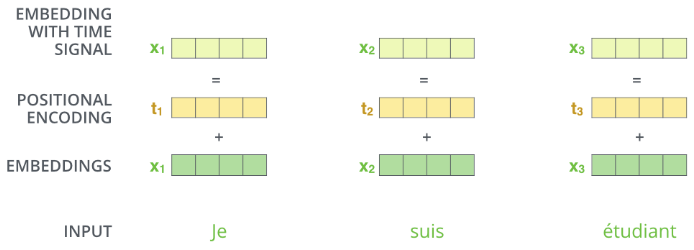 EMBEDDING
WITH TIME
SIGNAL
x1 x2 x3
= = =
POSITIONAL
ENCODING
t1 t2 t3
+ + +
EMBEDDINGS x1 x2 x3
INPUT Je suis étudiant